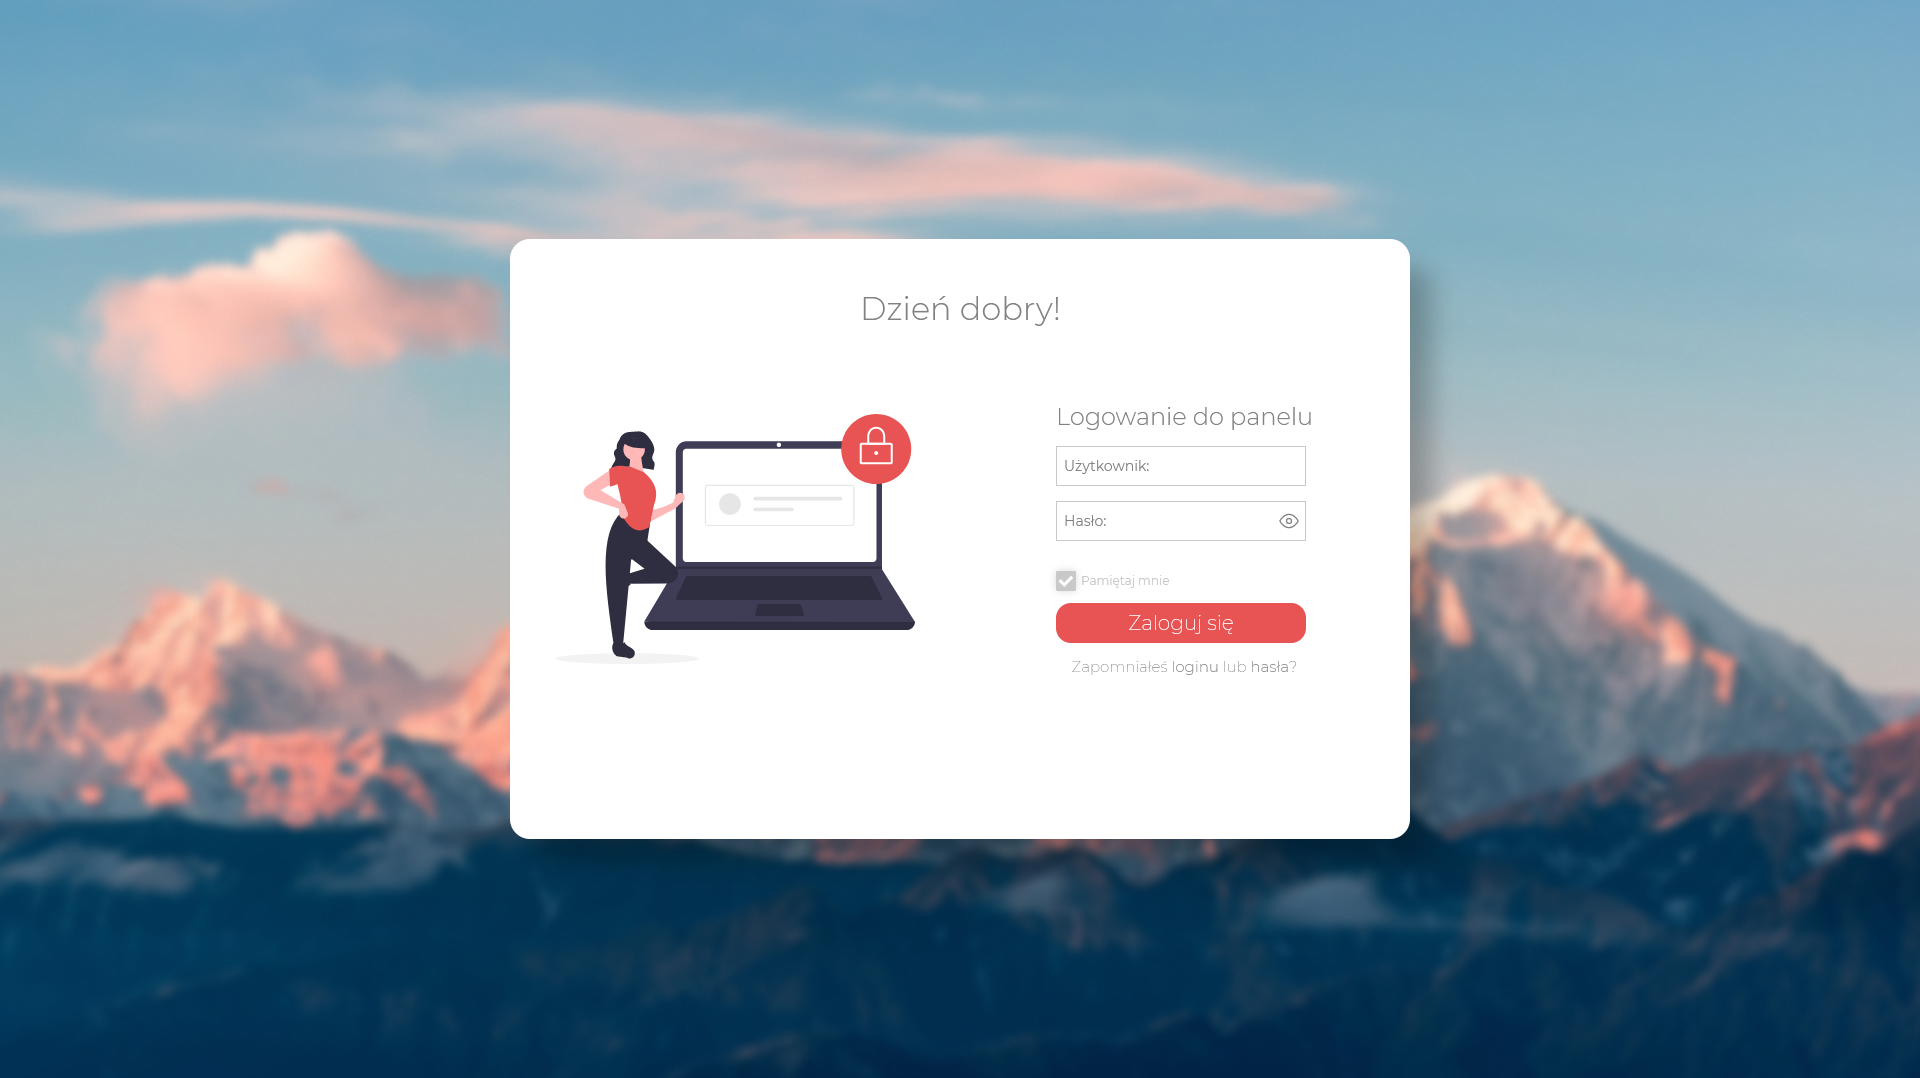 Dzień dobry!
Logowanie do panelu
Użytkownik:
Hasło:
Pamiętaj mnie
Zaloguj się
Zapomniałeś loginu lub hasła?